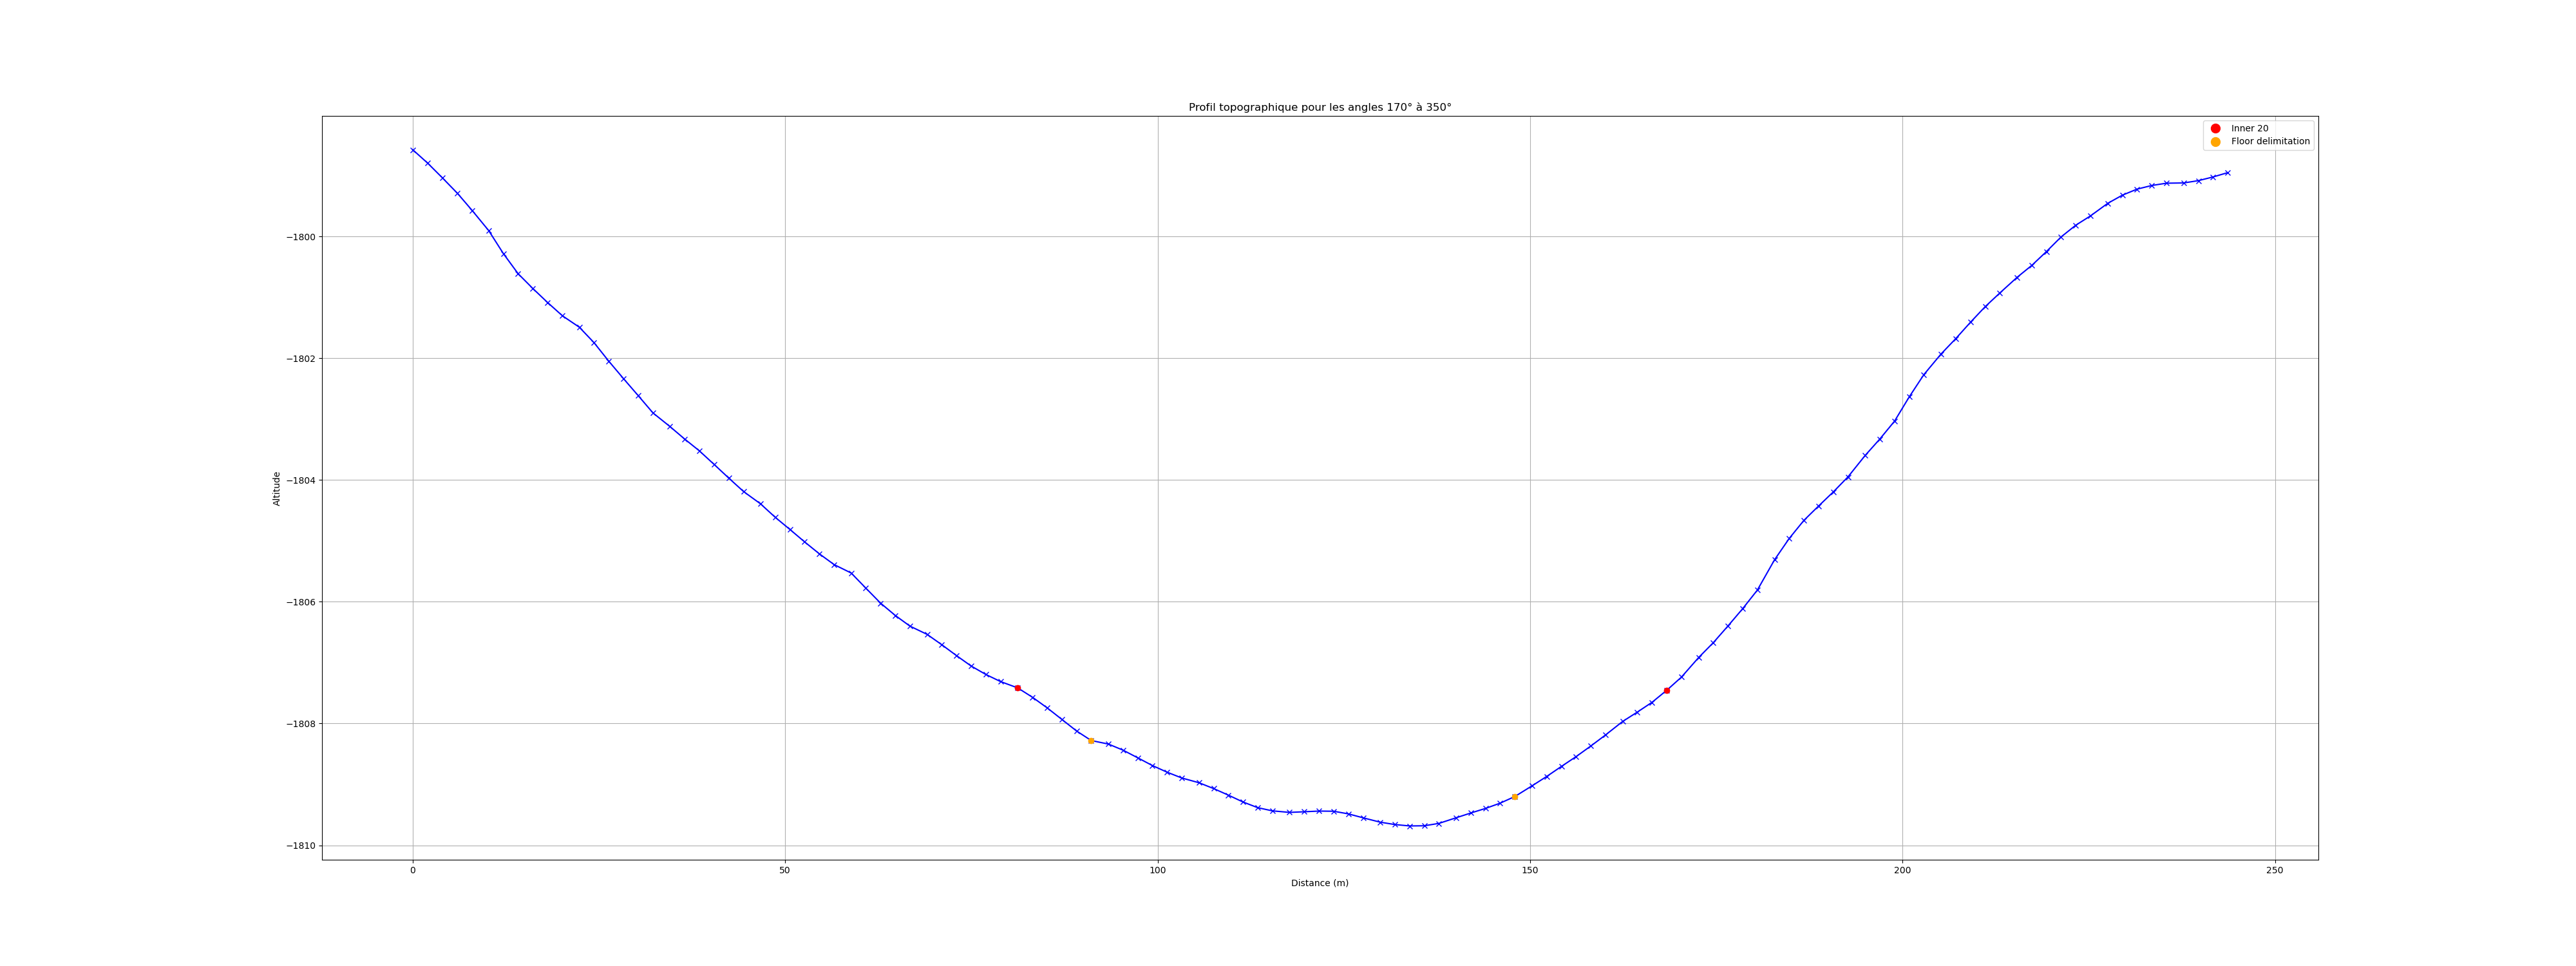 Profil topographique pour les angles 170° à 350°
Inner 20
Floor delimitation
−1800
−1802
−1804
−1806
−1808
−1810
Altitude
0
50
100
150
200
250
Distance (m)